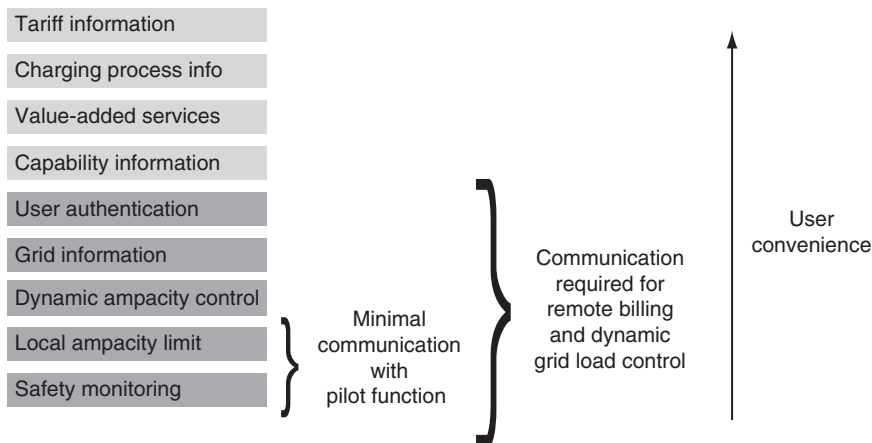 Tariff information
Charging process info
Value-added services
Capability information
User authentication
Grid information
Dynamic ampacity control
Local ampacity limit
Safety monitoring
Minimal
communication
with
pilot function
Communication
required for
remote billing
and dynamic
grid load control
User
convenience